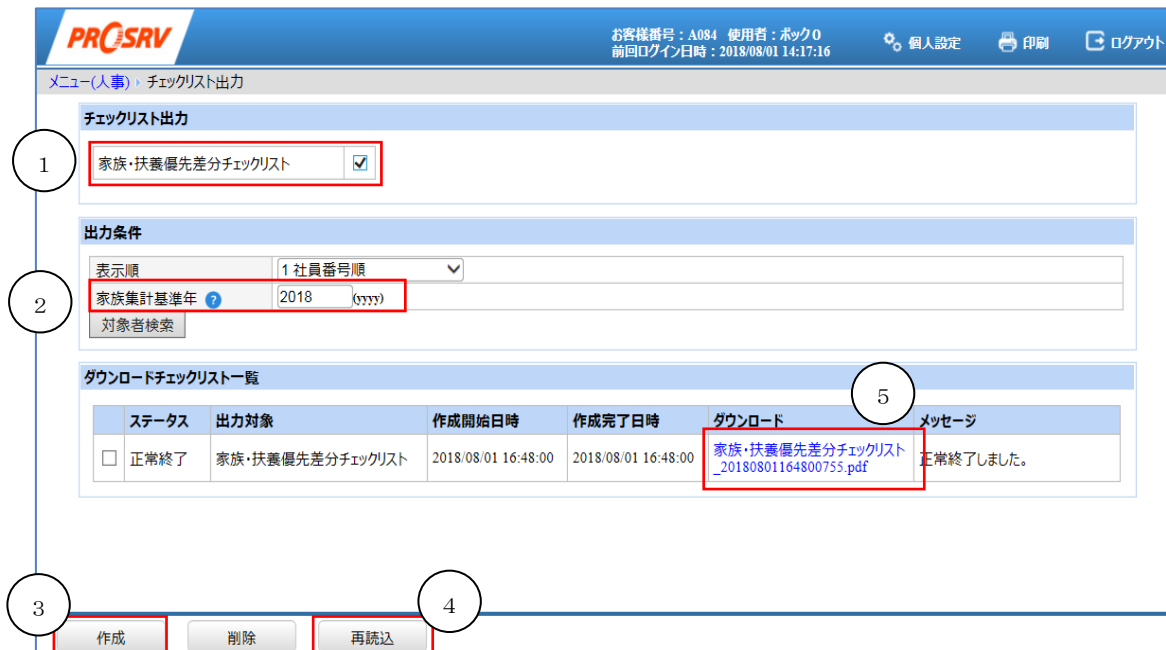 PROSRV
お客様番号：A084 使用者：ボック0
前回ログイン日時：2018/08/01 14:17:16
個人設定
印刷
ログアウト
メニュー(人事) › チェックリスト出力
チェックリスト出力
1
家族・扶養優先差分チェックリスト
出力条件
表示順 1 社員番号順
2
家族集計基準年 ? 2018 (yyyy)
対象者検索
ダウンロードチェックリスト一覧
5
ステータス 出力対象 作成開始日時 作成完了日時 ダウンロード メッセージ
正常終了 家族・扶養優先差分チェックリスト 2018/08/01 16:48:00 2018/08/01 16:48:00 家族・扶養優先差分チェックリスト
_20180801164800755.pdf 正常終了しました。
3
4
作成 削除 再読込